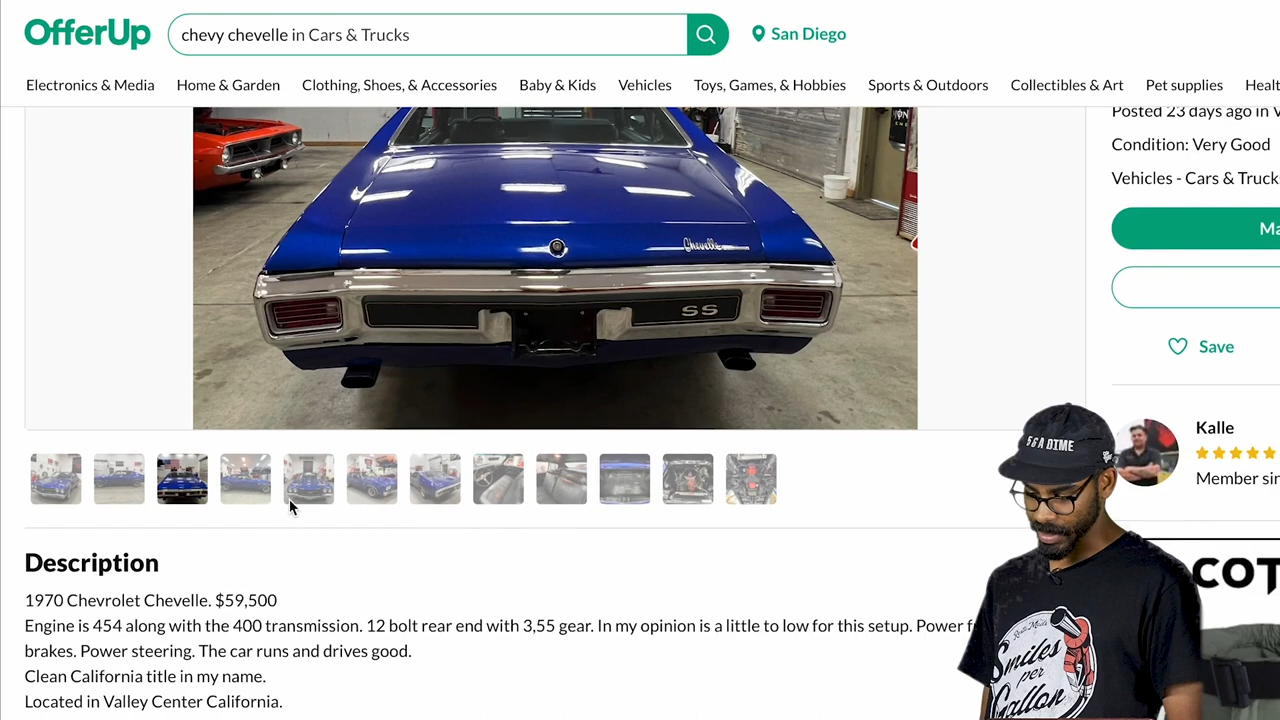 OfferUp
chevy chevelle in Cars & Trucks
San Diego
Electronics & Media Home & Garden Clothing, Shoes, & Accessories Baby & Kids Vehicles Toys, Games, & Hobbies Sports & Outdoors Collectibles & Art Pet supplies Healt
Posted 23 days ago in V
Condition: Very Good
Vehicles - Cars & Truck
Ma
Chevelle
SS
Save
Kalle
Member sin
5 & A DIME
Description
1970 Chevrolet Chevelle. $59,500
Engine is 454 along with the 400 transmission. 12 bolt rear end with 3,55 gear. In my opinion is a little to low for this setup. Power f
brakes. Power steering. The car runs and drives good.
Clean California title in my name.
Located in Valley Center California.
COT
Smiles
per
Gallon